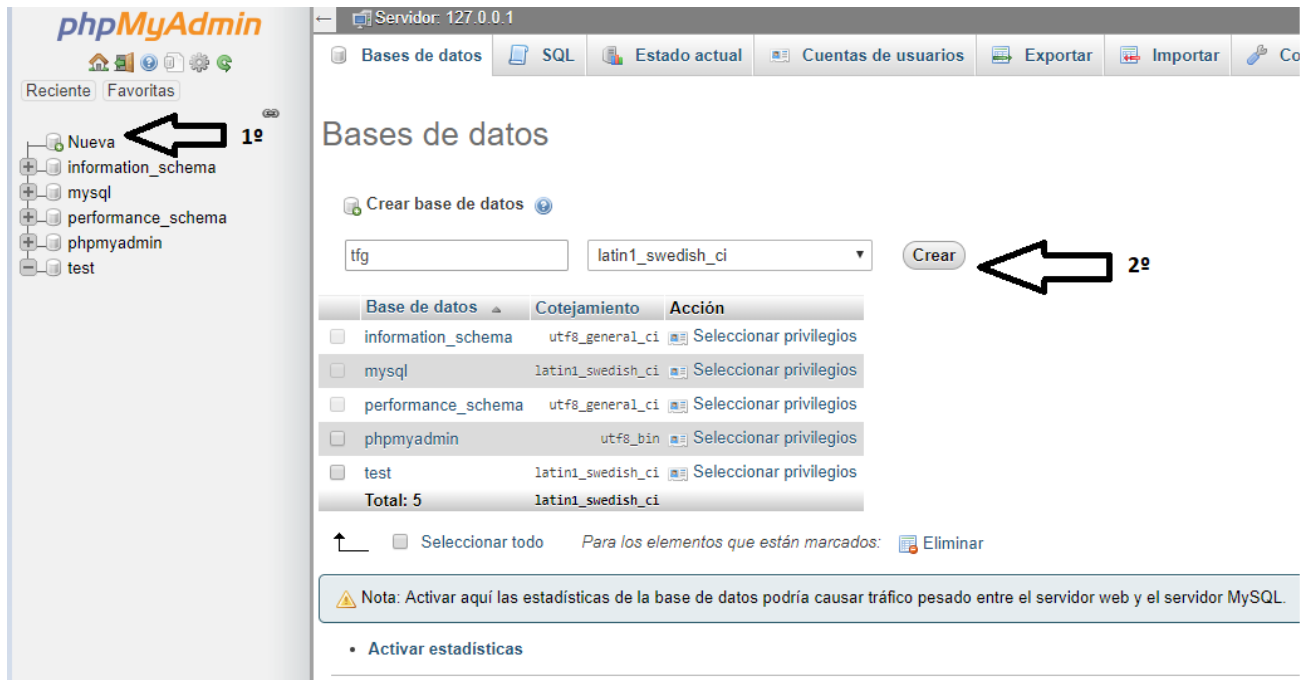 phpMyAdmin
Reciente Favoritas
Nueva 1º
information_schema
mysql
performance_schema
phpmyadmin
test
Servidor: 127.0.0.1
Bases de datos SQL Estado actual Cuentas de usuarios Exportar Importar Co
Bases de datos
Crear base de datos
tfg latin1_swedish_ci Crear 2º
Base de datos Cotejamiento Acción
information_schema utf8_general_ci Seleccionar privilegios
mysql latin1_swedish_ci Seleccionar privilegios
performance_schema utf8_general_ci Seleccionar privilegios
phpmyadmin utf8_bin Seleccionar privilegios
test latin1_swedish_ci Seleccionar privilegios
Total: 5 latin1_swedish_ci
Seleccionar todo Para los elementos que están marcados: Eliminar
Nota: Activar aquí las estadísticas de la base de datos podría causar tráfico pesado entre el servidor web y el servidor MySQL.
• Activar estadísticas